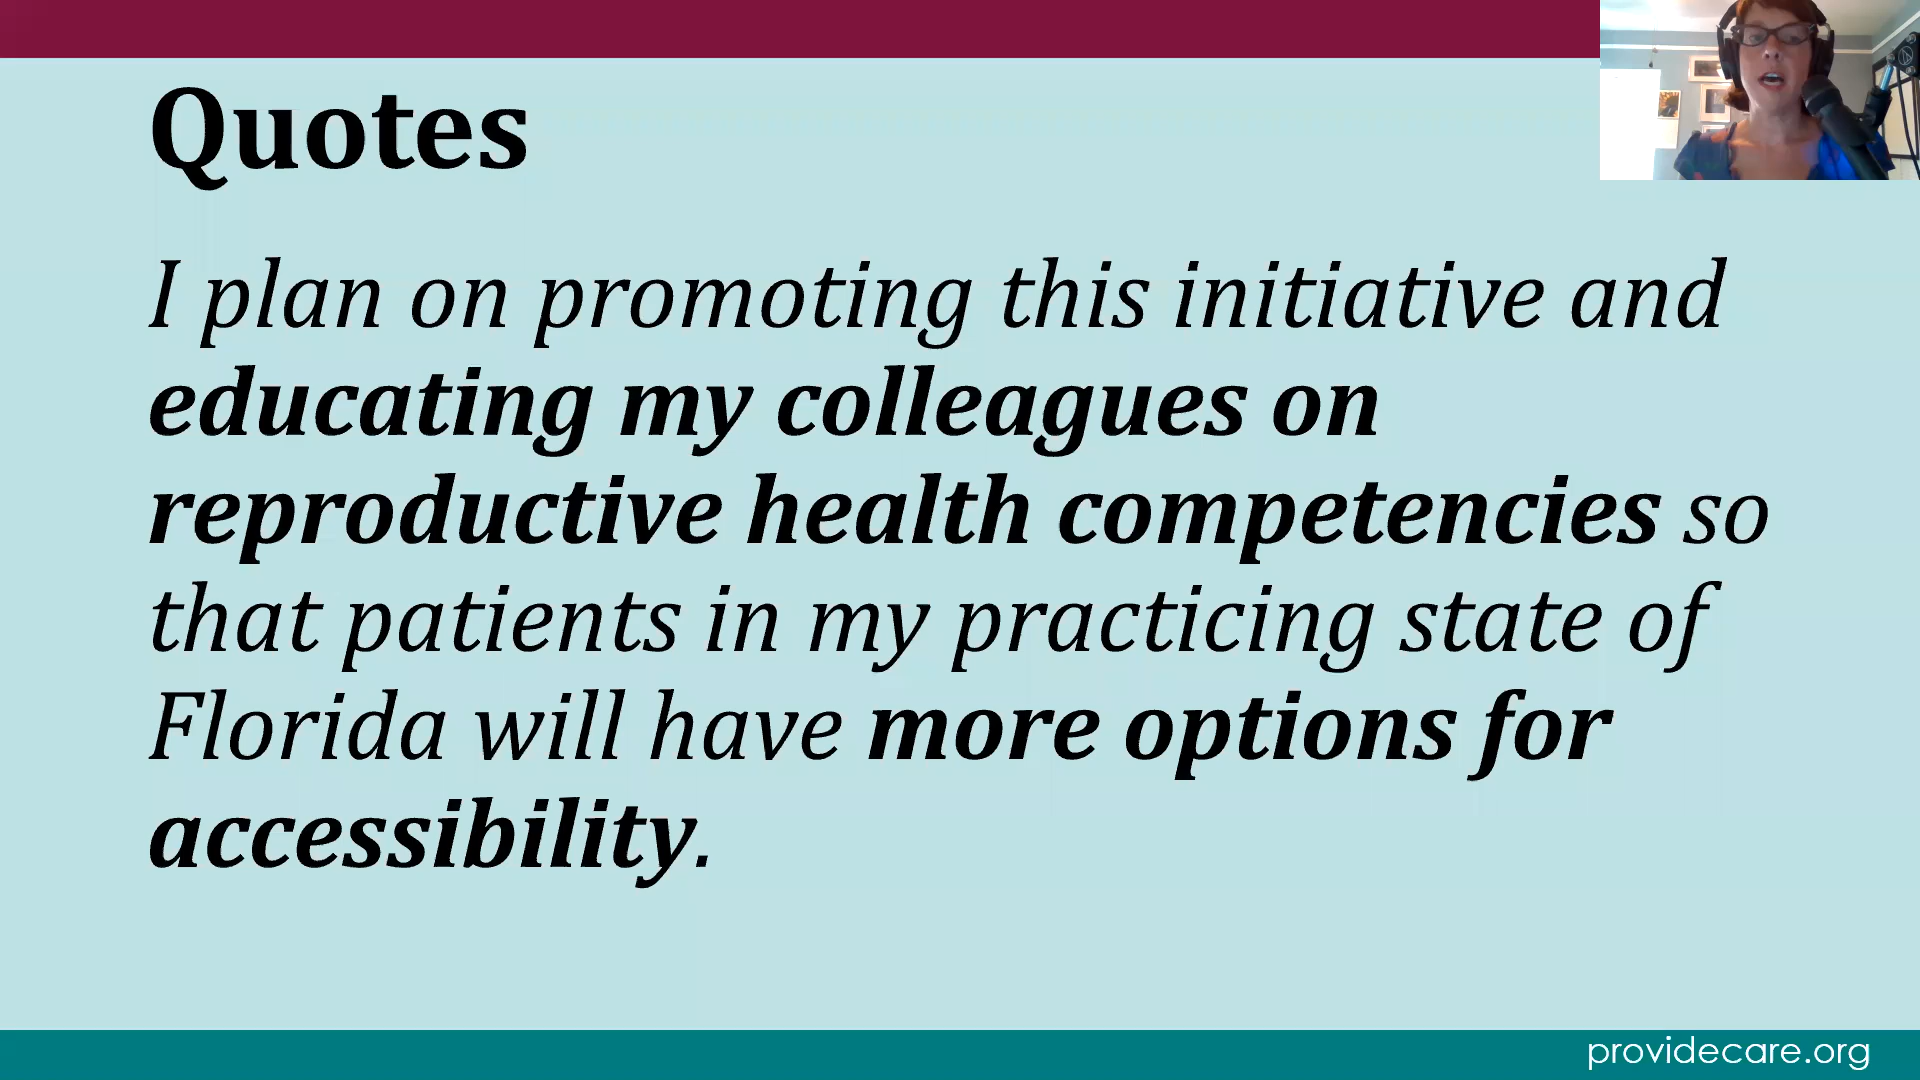 Quotes
I plan on promoting this initiative and
educating my colleagues on
reproductive health competencies so
that patients in my practicing state of
Florida will have more options for
accessibility.
providecare.org